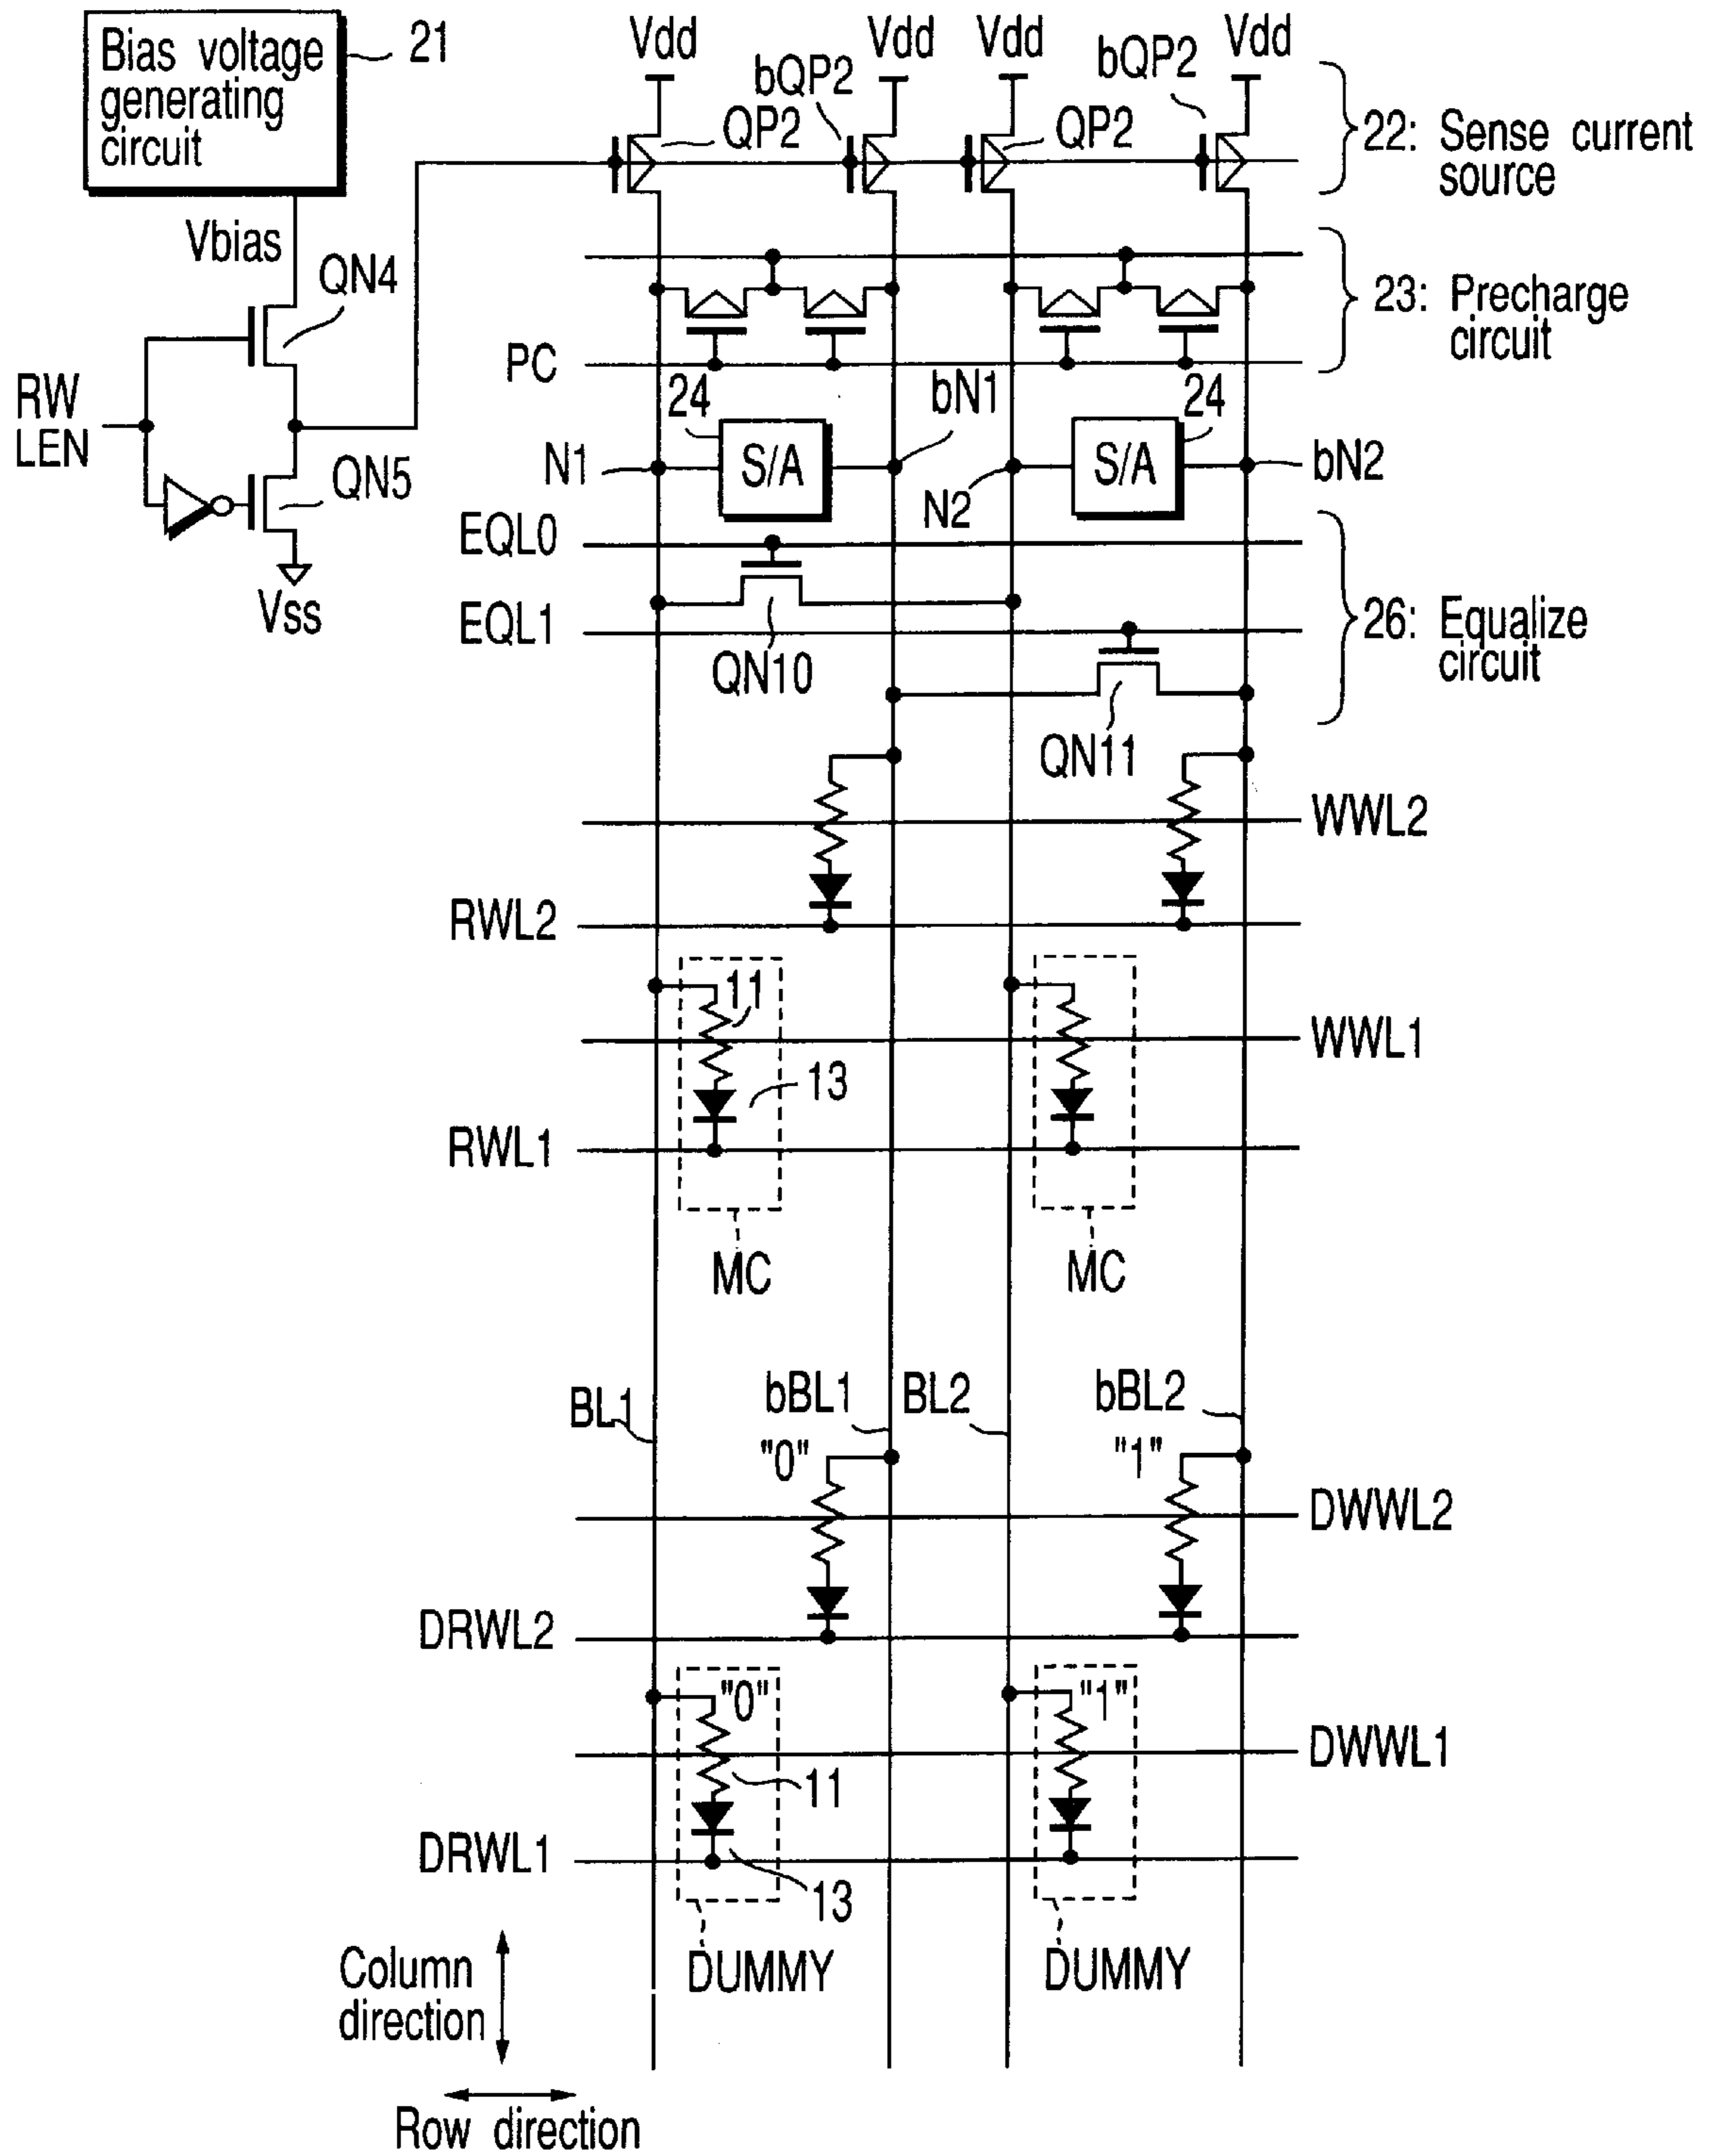 Bias voltage
generating
circuit
21
Vdd
Vdd
Vdd
Vdd
bQP2
QP2
QP2
bQP2
22: Sense current
source
Vbias
QN4
23: Precharge
circuit
PC
RW
LEN
24
bN1
24
N1
S/A
N2
S/A
bN2
QN5
EQL0
Vss
EQL1
QN10
26: Equalize
circuit
QN11
WWL2
RWL2
11
WWL1
13
RWL1
MC
MC
BL1
bBL1
BL2
bBL2
"0"
"1"
DWWL2
DRWL2
"0"
"1"
DWWL1
11
DRWL1
13
DUMMY
DUMMY
Column
direction
Row direction